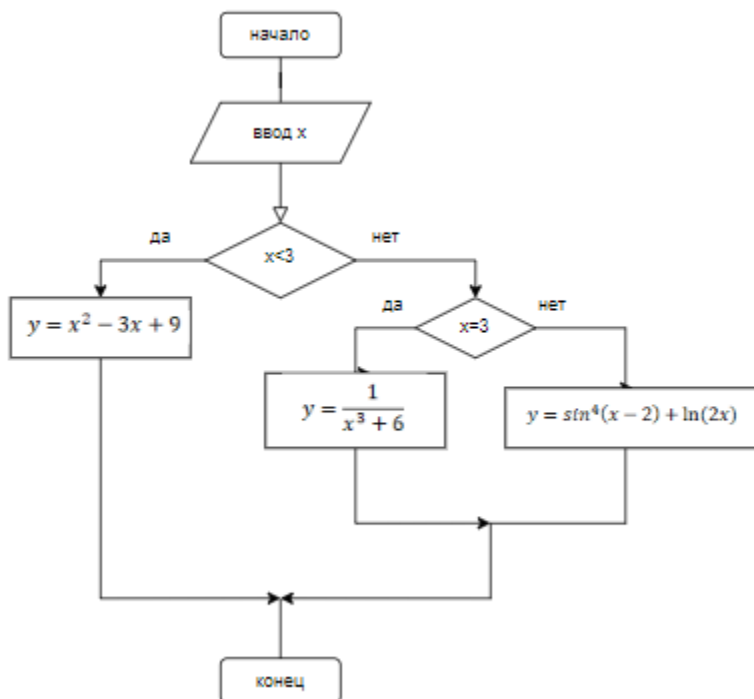 начало
ввод x
да
нет
x<3
y = x² − 3x + 9
да
нет
x=3
y = 1/(x³ + 6)
y = sin⁴(x − 2) + ln(2x)
конец